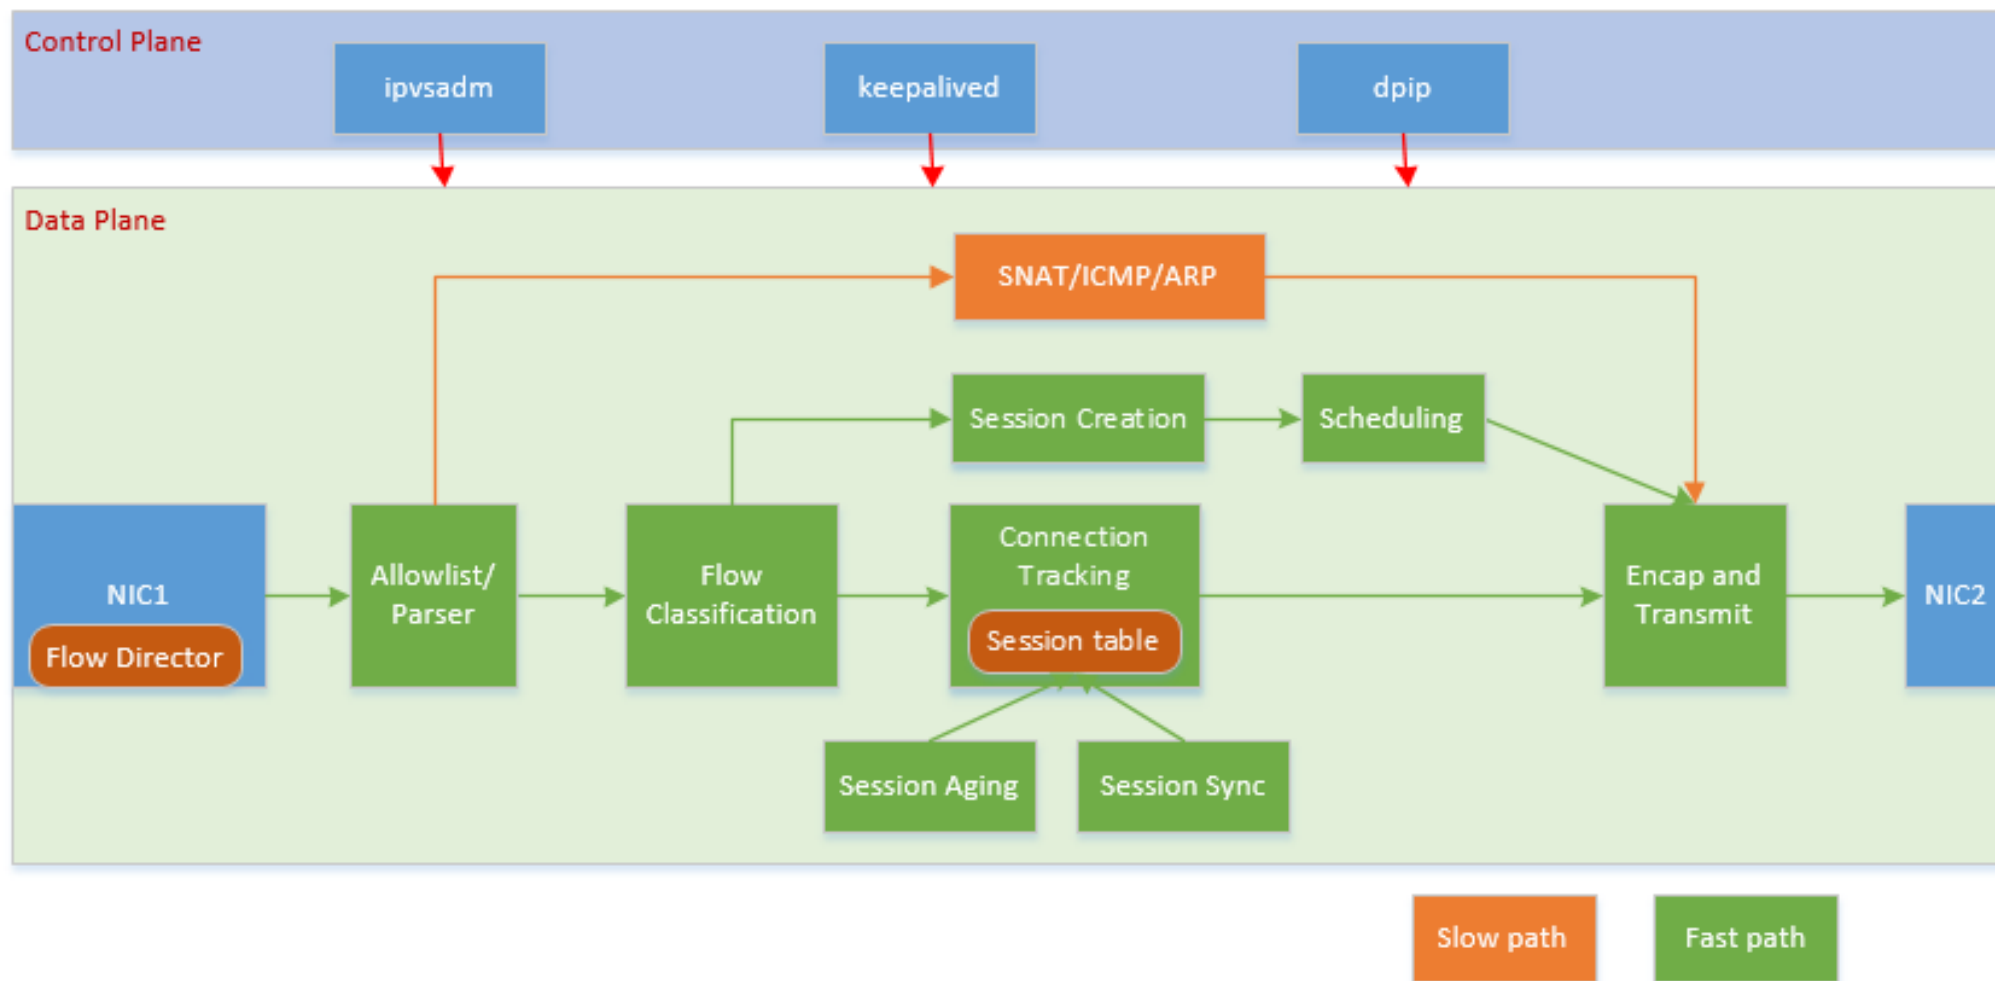 Control Plane
ipvsadm
keepalived
dpip
Data Plane
SNAT/ICMP/ARP
Session Creation
Scheduling
NIC1
Flow Director
Allowlist/
Parser
Flow
Classification
Connection
Tracking
Session table
Encap and
Transmit
NIC2
Session Aging
Session Sync
Slow path
Fast path